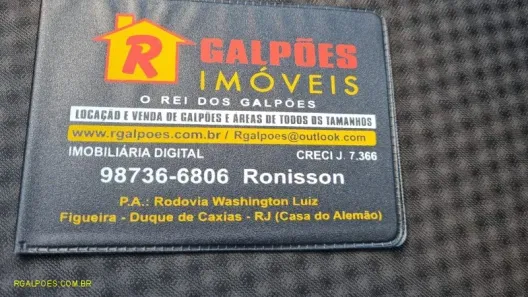 R GALPÕES
IMÓVEIS
O REI DOS GALPÕES
LOCAÇÃO E VENDA DE GALPÕES E ÁREAS DE TODOS OS TAMANHOS
www.rgalpoes.com.br / Rgalpoes@outlook.com
IMOBILIÁRIA DIGITAL CRECI J. 7.366
98736-6806 Ronisson
P.A.: Rodovia Washington Luiz
Figueira - Duque de Caxias - RJ (Casa do Alemão)
RGALPOES.COM.BR